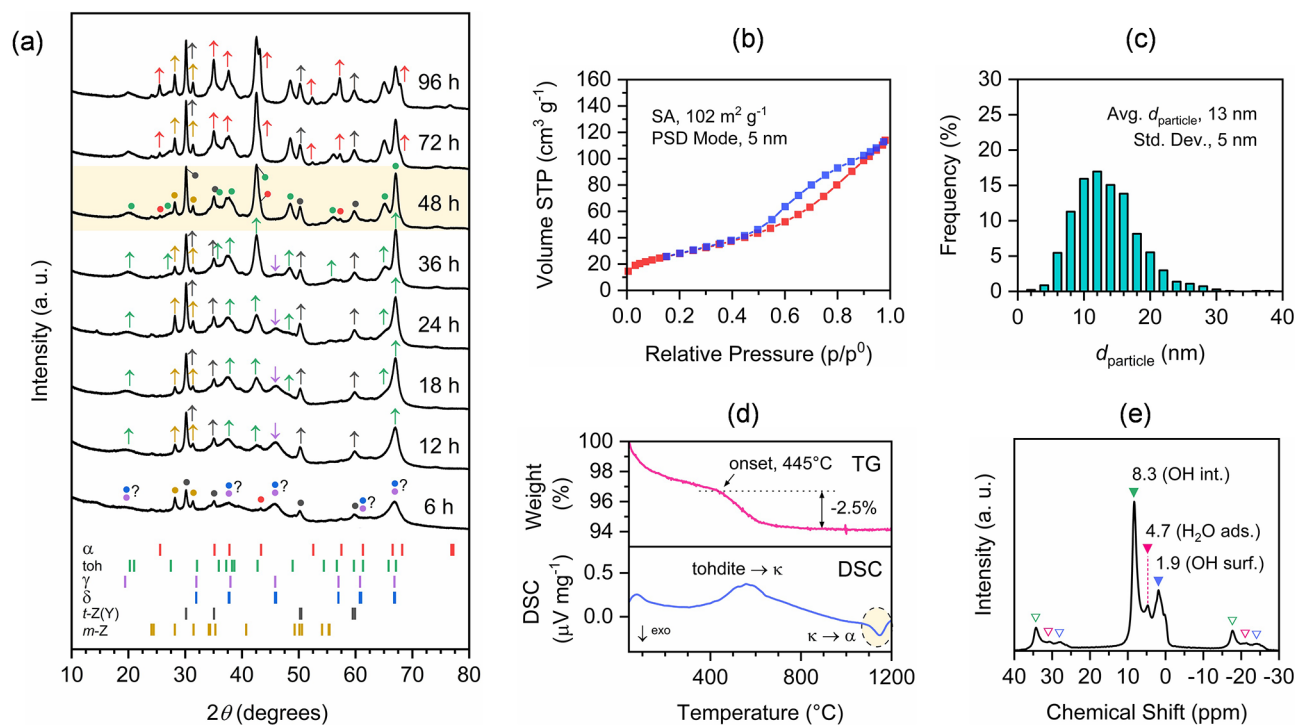 (a)
96 h
72 h
48 h
36 h
24 h
18 h
12 h
? ? ? ? ?
6 h
α
toh
γ
δ
t-Z(Y)
m-Z
10 20 30 40 50 60 70 80
2θ (degrees)
Intensity (a. u.)
(b)
160
140
120
100
80
60
40
20
0
SA, 102 m² g⁻¹
PSD Mode, 5 nm
0.0 0.2 0.4 0.6 0.8 1.0
Relative Pressure (p/p⁰)
Volume STP (cm³ g⁻¹)
(c)
30
25
20
15
10
5
0
Avg. dparticle, 13 nm
Std. Dev., 5 nm
0 10 20 30 40
dparticle (nm)
Frequency (%)
(d)
100
98
96
94
Weight
(%)
onset, 445°C
TG
-2.5%
0.5
0.0
DSC
(μV mg⁻¹)
tohdite → κ
DSC
↓ exo
κ → α
400 800 1200
Temperature (°C)
(e)
8.3 (OH int.)
4.7 (H₂O ads.)
1.9 (OH surf.)
40 30 20 10 0 -10 -20 -30
Chemical Shift (ppm)
Intensity (a. u.)